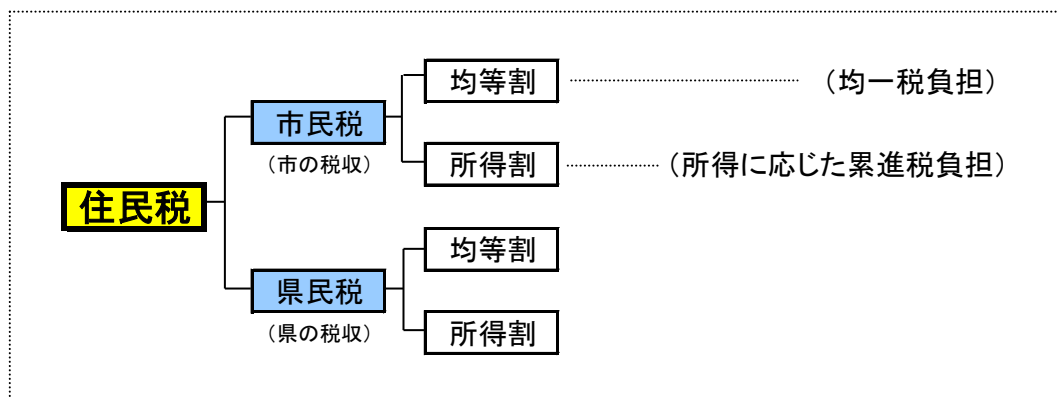 均等割
（均一税負担）
市民税
（市の税収）
所得割
（所得に応じた累進税負担）
住民税
均等割
県民税
（県の税収）
所得割